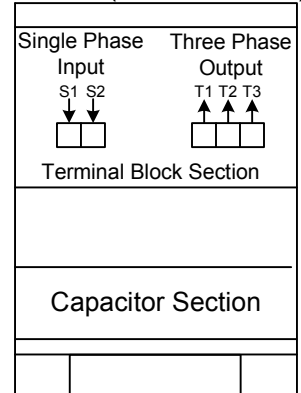 Single Phase Input
S1 S2
Three Phase Output
T1 T2 T3
Terminal Block Section
Capacitor Section